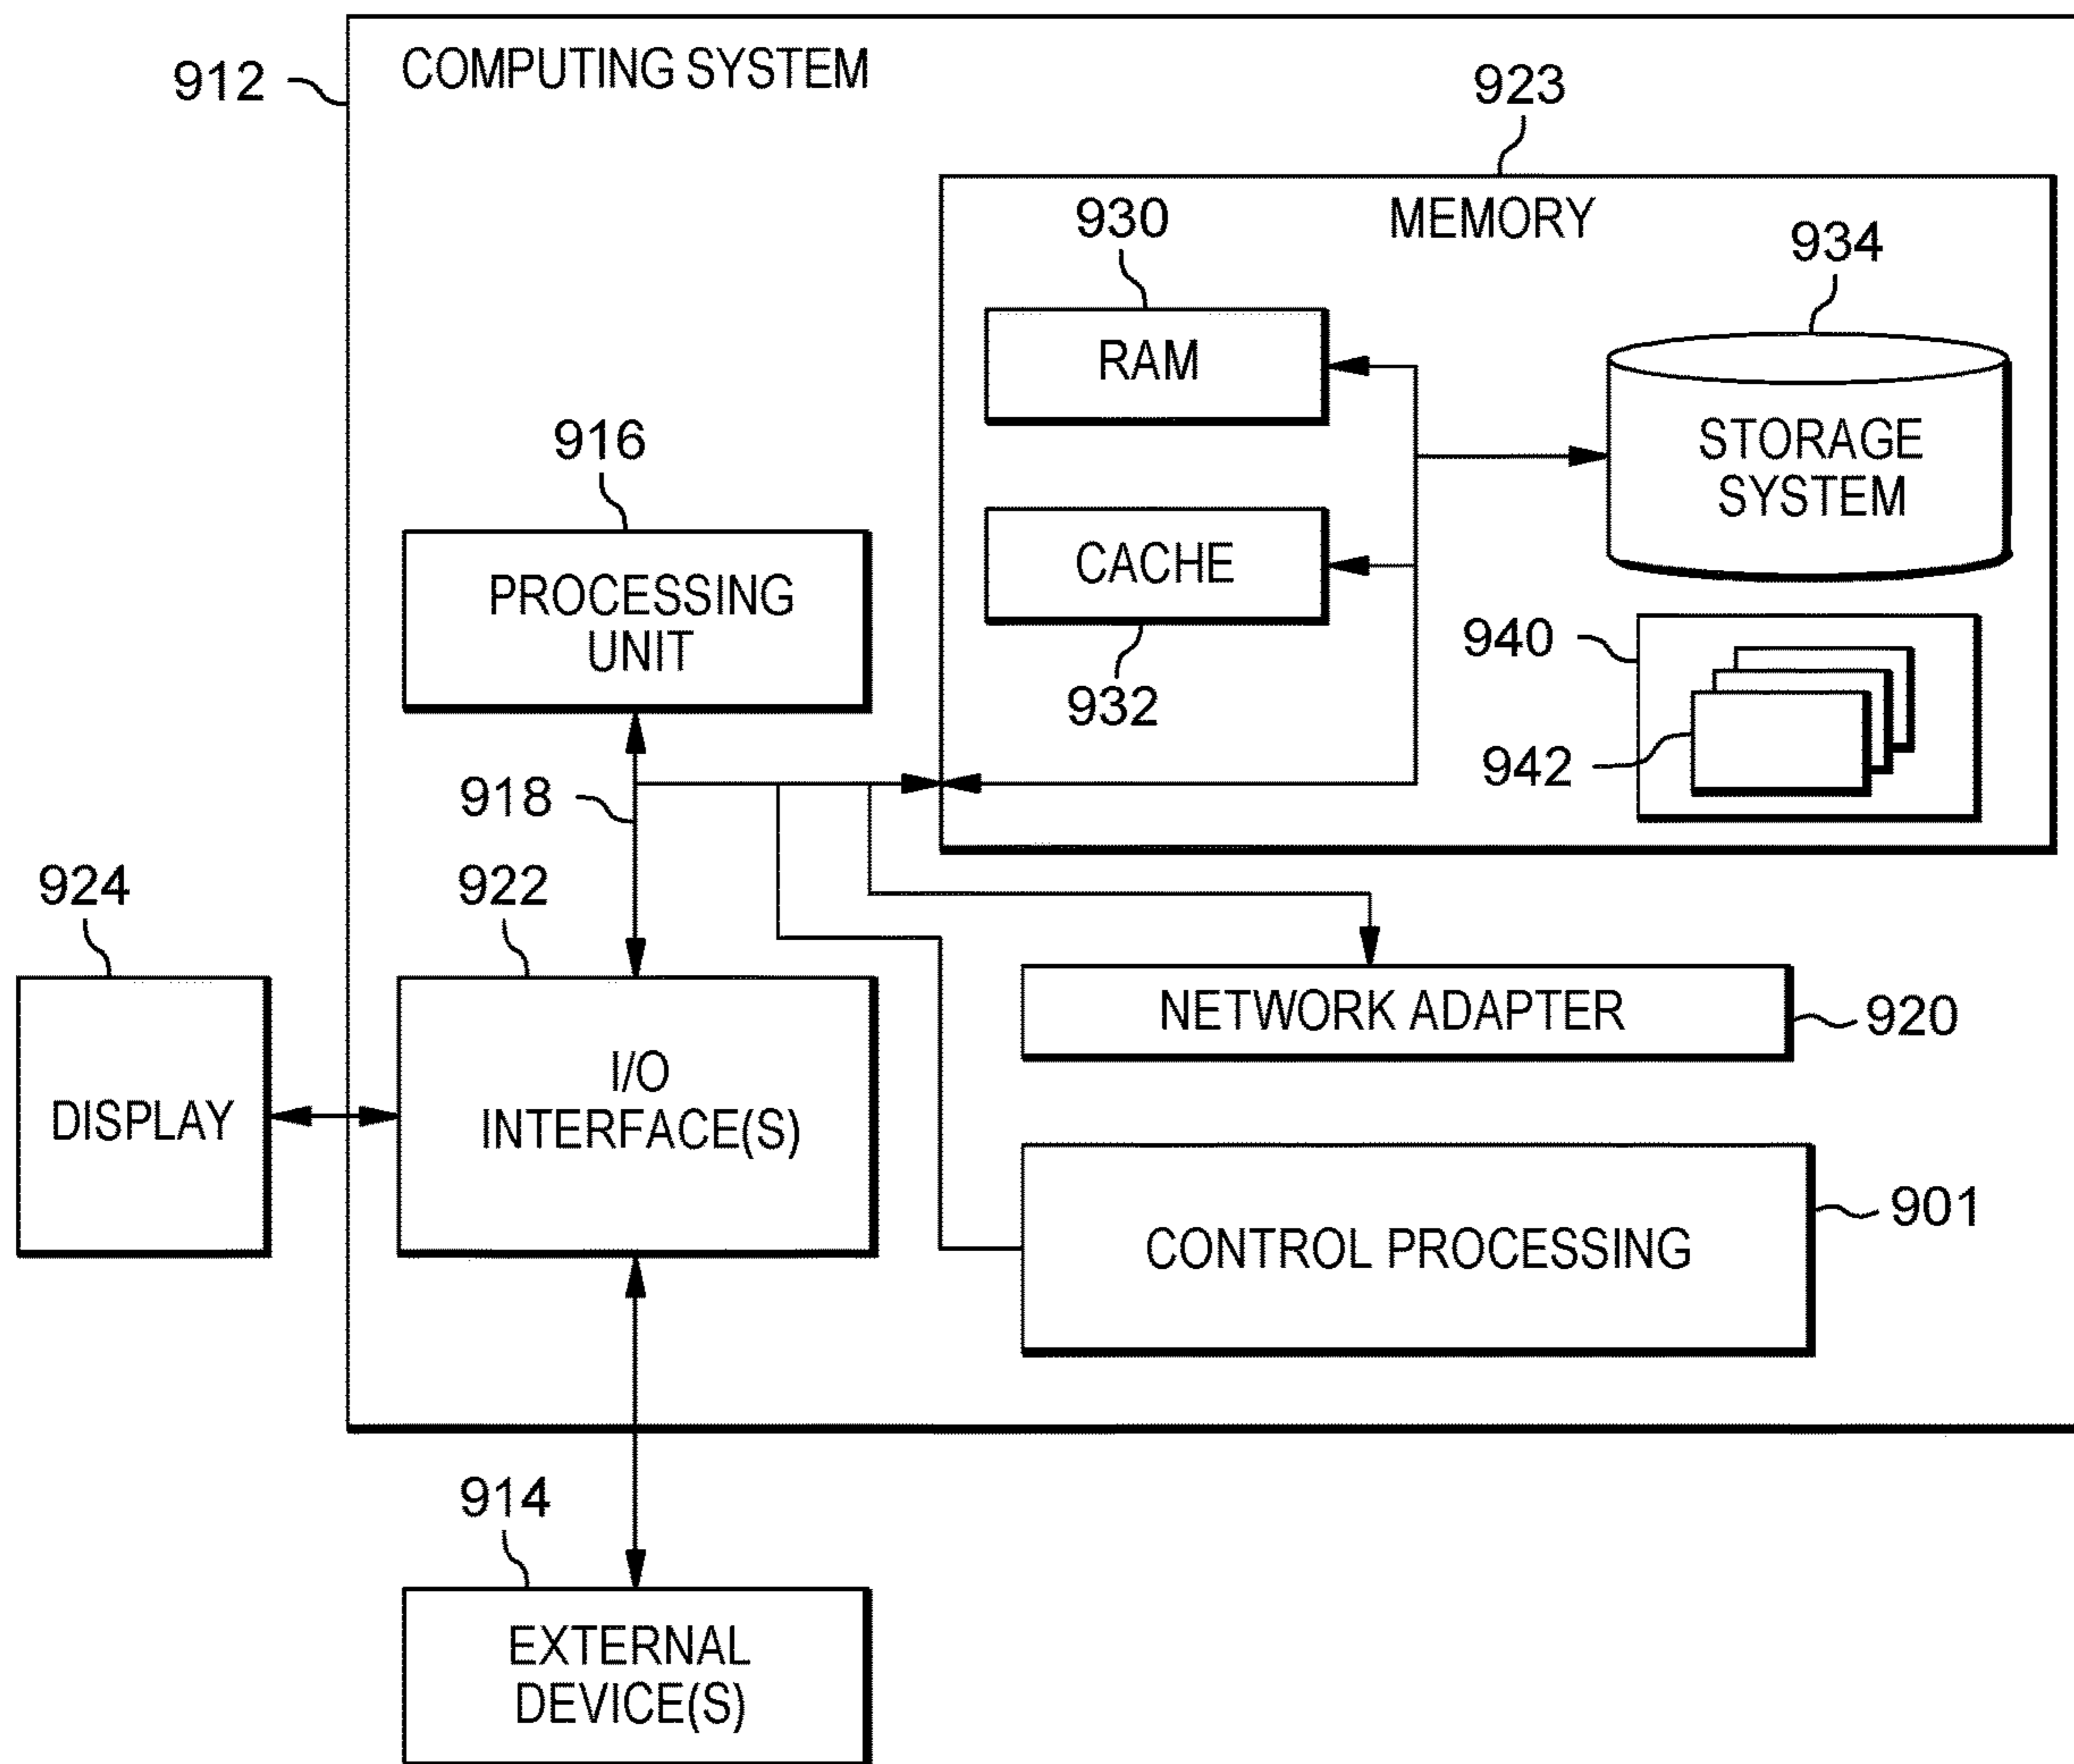 912
COMPUTING SYSTEM
923
MEMORY
930
RAM
934
STORAGE
SYSTEM
916
PROCESSING
UNIT
CACHE
932
940
942
918
924
922
DISPLAY
I/O
INTERFACE(S)
NETWORK ADAPTER
920
CONTROL PROCESSING
901
914
EXTERNAL
DEVICE(S)